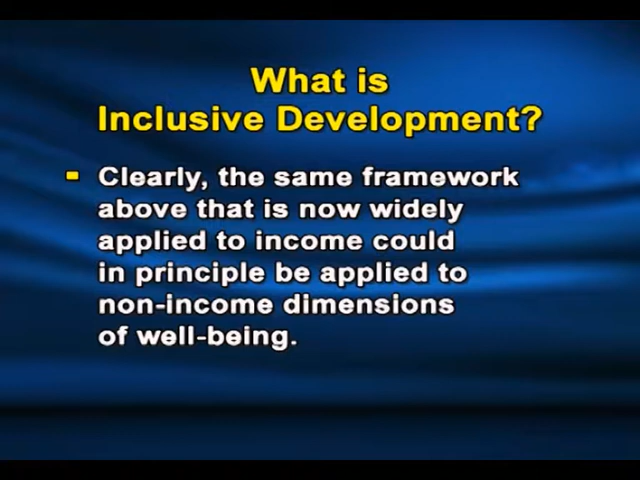 What is
Inclusive Development?
Clearly, the same framework
above that is now widely
applied to income could
in principle be applied to
non-income dimensions
of well-being.